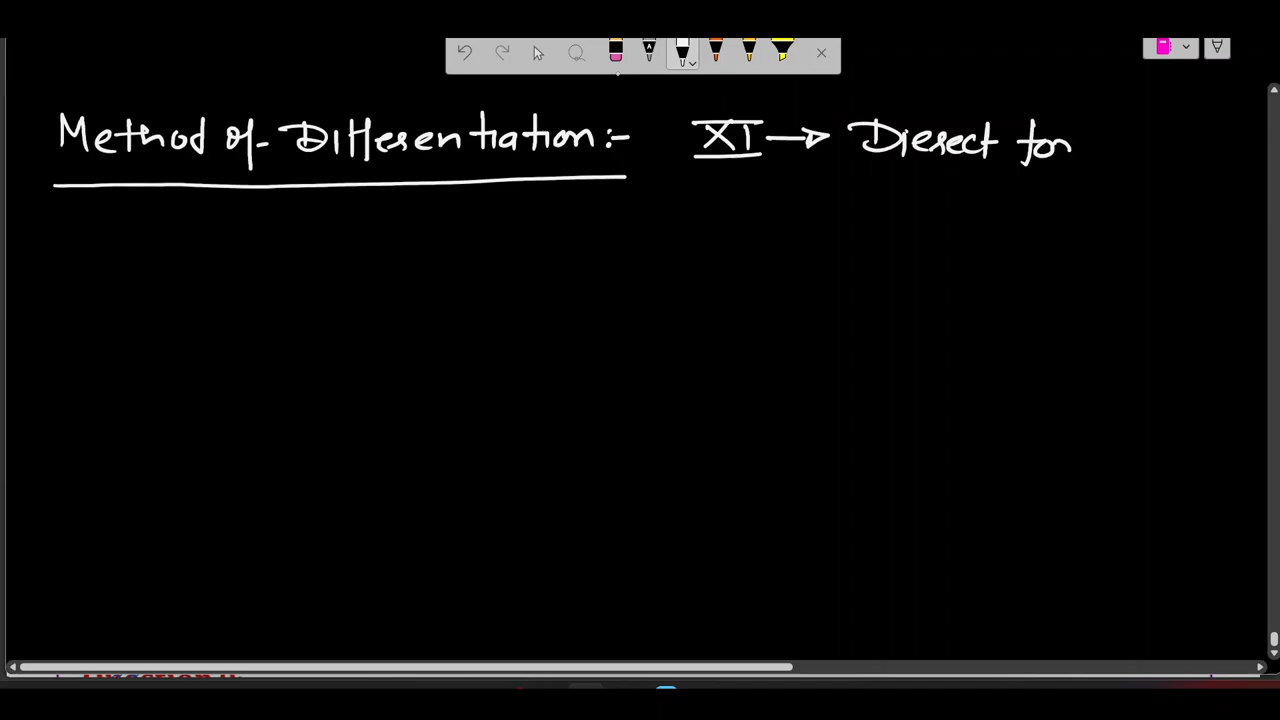 Method of Differentiation:- XI → Direct for